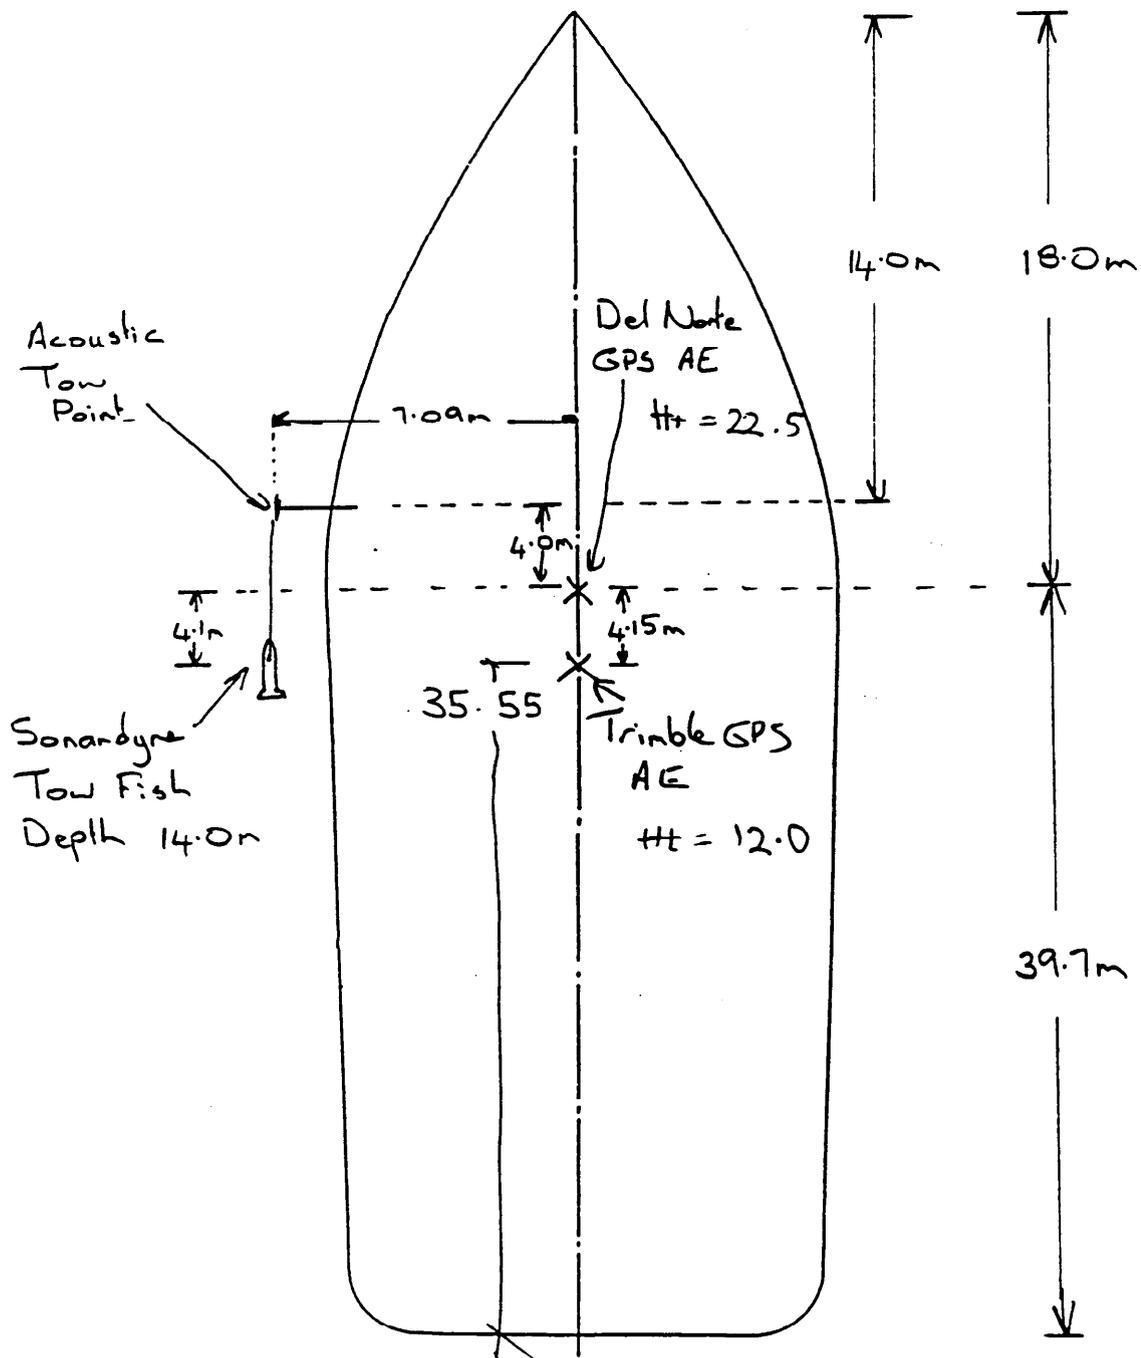 14.0m
18.0m
Del Norte
GPS AE
Ht = 22.5
Acoustic
Tow
Point
7.09m
4.0m
4.1m
4.15m
35.55
Sonardyne
Tow Fish
Depth 14.0m
Trimble GPS
AE
Ht = 12.0
39.7m